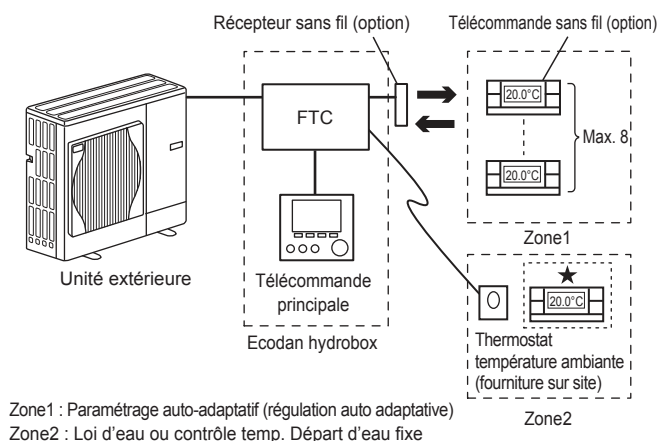 Récepteur sans fil (option)
Télécommande sans fil (option)
FTC
20.0°C
Max. 8
20.0°C
Zone1
Unité extérieure
Télécommande
principale
Ecodan hydrobox
20.0°C
Thermostat
température ambiante
(fourniture sur site)
Zone2
Zone1 : Paramétrage auto-adaptatif (régulation auto adaptative)
Zone2 : Loi d'eau ou contrôle temp. Départ d'eau fixe